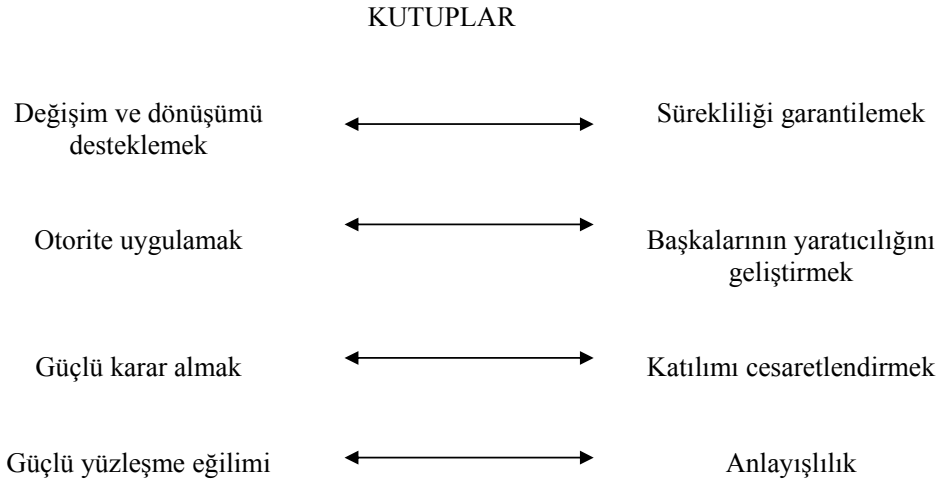 KUTUPLAR
Değişim ve dönüşümü
desteklemek
Sürekliliği garantilemek
Otorite uygulamak
Başkalarının yaratıcılığını
geliştirmek
Güçlü karar almak
Katılımı cesaretlendirmek
Güçlü yüzleşme eğilimi
Anlayışlılık